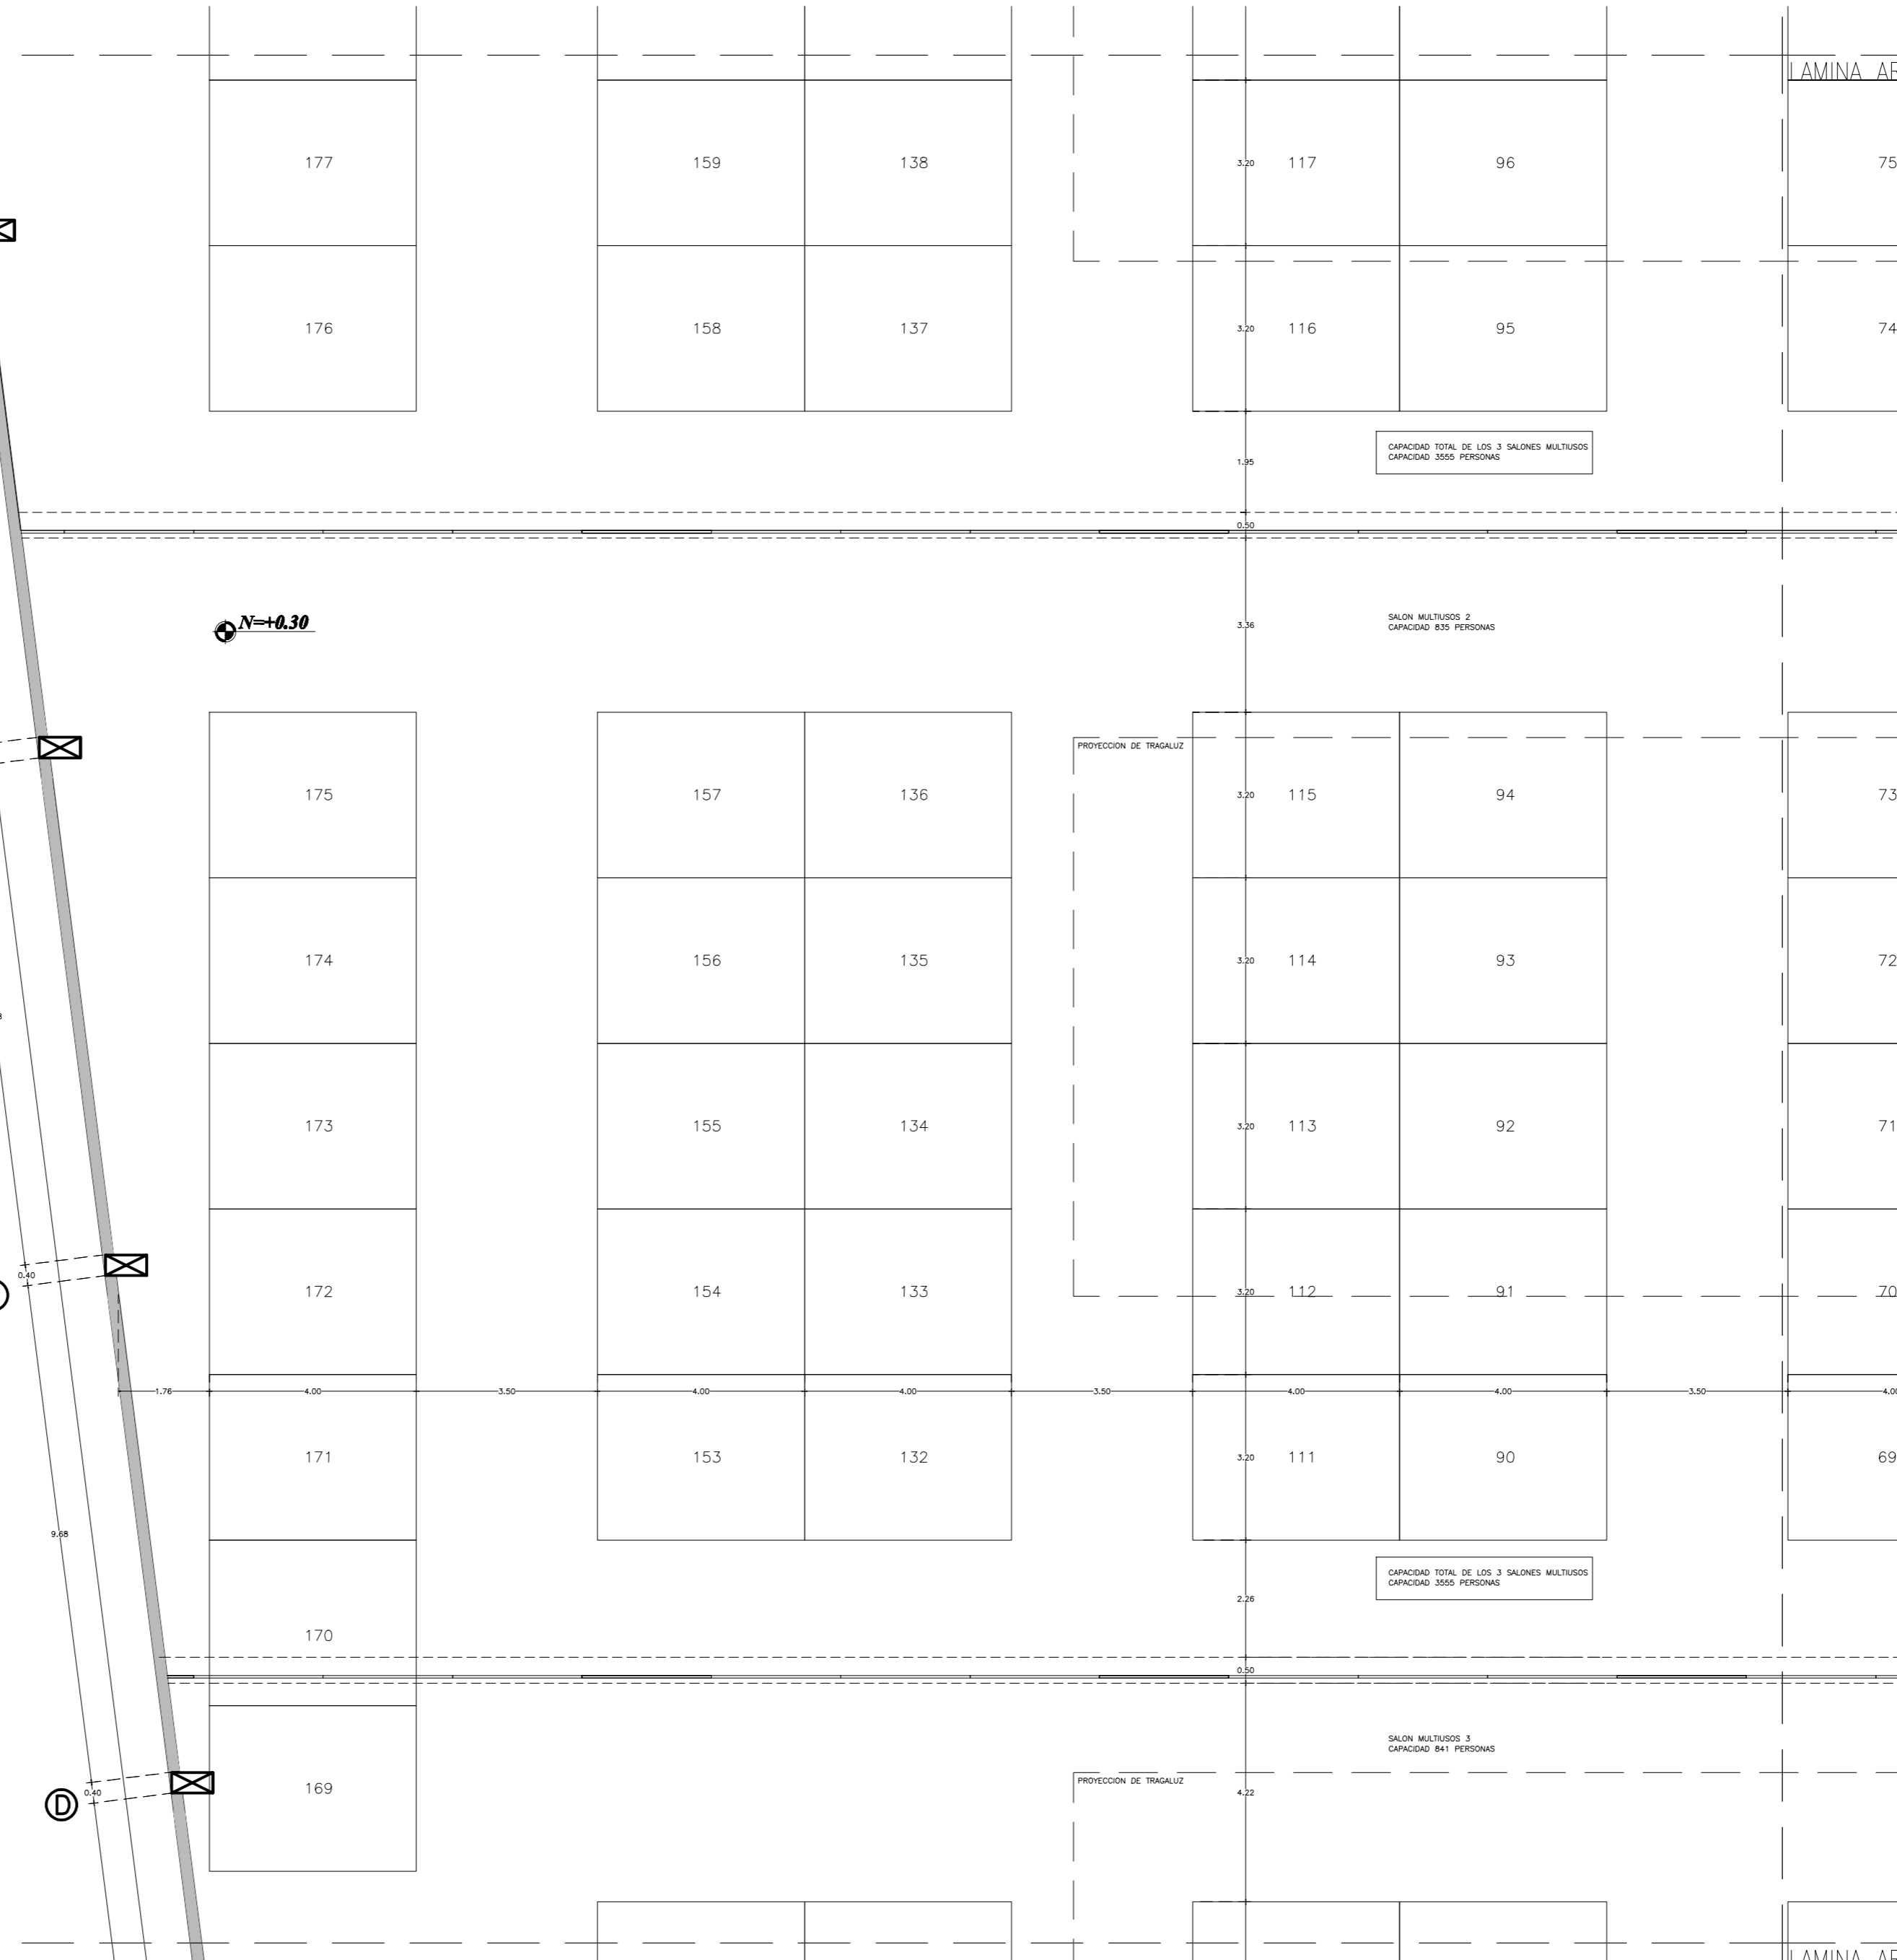 LAMINA AR
177 159 138 3.20 117 96 75
176 158 137 3.20 116 95 74
CAPACIDAD TOTAL DE LOS 3 SALONES MULTIUSOS
CAPACIDAD 3555 PERSONAS
1.95
0.50
N=+0.30
3.36
SALON MULTIUSOS 2
CAPACIDAD 835 PERSONAS
PROYECCION DE TRAGALUZ
175 157 136 3.20 115 94 73
174 156 135 3.20 114 93 72
173 155 134 3.20 113 92 71
0.40
172 154 133 3.20 112 91 70
1.76 4.00 3.50 4.00 4.00 3.50 4.00 4.00 3.50 4.00
171 153 132 3.20 111 90 69
9.68
CAPACIDAD TOTAL DE LOS 3 SALONES MULTIUSOS
CAPACIDAD 3555 PERSONAS
2.26
170
0.50
SALON MULTIUSOS 3
CAPACIDAD 841 PERSONAS
PROYECCION DE TRAGALUZ
D 0.40 169 4.22
LAMINA AR